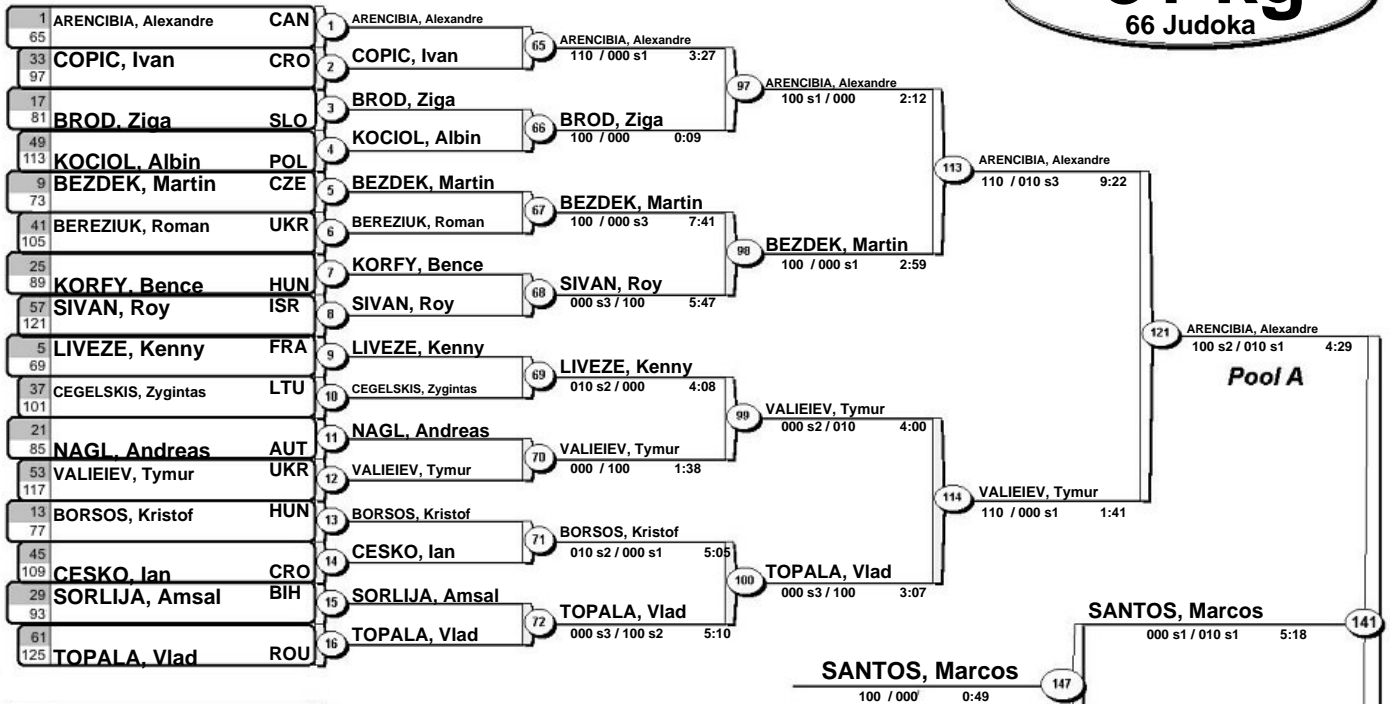 66 Judoka
1 65 ARENCIBIA, Alexandre CAN
33 97 COPIC, Ivan CRO
17 81 BROD, Ziga SLO
49 113 KOCIOL, Albin POL
9 73 BEZDEK, Martin CZE
41 105 BEREZIUK, Roman UKR
25 89 KORFY, Bence HUN
57 121 SIVAN, Roy ISR
5 69 LIVEZE, Kenny FRA
37 101 CEGELSKIS, Zygintas LTU
21 85 NAGL, Andreas AUT
53 117 VALIEIEV, Tymur UKR
13 77 BORSOS, Kristof HUN
45 109 CESKO, Ian CRO
29 93 SORLIJA, Amsal BIH
61 125 TOPALA, Vlad ROU
1 ARENCIBIA, Alexandre
2 COPIC, Ivan
3 BROD, Ziga
4 KOCIOL, Albin
5 BEZDEK, Martin
6 BEREZIUK, Roman
7 KORFY, Bence
8 SIVAN, Roy
9 LIVEZE, Kenny
10 CEGELSKIS, Zygintas
11 NAGL, Andreas
12 VALIEIEV, Tymur
13 BORSOS, Kristof
14 CESKO, Ian
15 SORLIJA, Amsal
16 TOPALA, Vlad
65 ARENCIBIA, Alexandre
110 / 000 s1 3:27
66 BROD, Ziga
100 / 000 0:09
67 BEZDEK, Martin
100 / 000 s3 7:41
68 SIVAN, Roy
000 s3 / 100 5:47
69 LIVEZE, Kenny
010 s2 / 000 4:08
70 VALIEIEV, Tymur
000 / 100 1:38
71 BORSOS, Kristof
010 s2 / 000 s1 5:05
72 TOPALA, Vlad
000 s3 / 100 s2 5:10
97 ARENCIBIA, Alexandre
100 s1 / 000 2:12
98 BEZDEK, Martin
100 / 000 s1 2:59
99 VALIEIEV, Tymur
000 s2 / 010 4:00
100 TOPALA, Vlad
000 s3 / 100 3:07
113 ARENCIBIA, Alexandre
110 / 010 s3 9:22
114 VALIEIEV, Tymur
110 / 000 s1 1:41
121 ARENCIBIA, Alexandre
100 s2 / 010 s1 4:29
Pool A
SANTOS, Marcos 141
000 s1 / 010 s1 5:18
SANTOS, Marcos 147
100 / 000 0:49